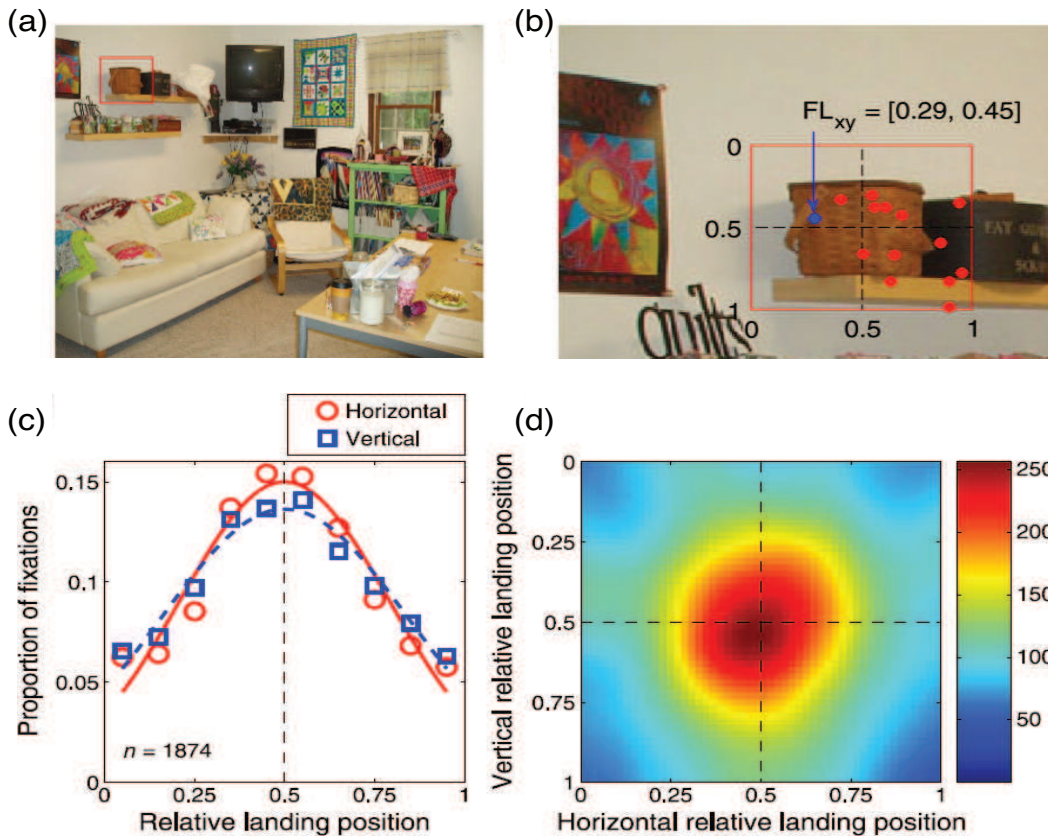 (a)
(b)
FLxy = [0.29, 0.45]
0
0.5
1
0
0.5
1
EAT
&
quilts
(c)
Horizontal
Vertical
Proportion of fixations
0.15
0.1
0.05
0
n = 1874
0
0.25
0.5
0.75
1
Relative landing position
(d)
Vertical relative landing position
0
0.25
0.5
0.75
1
0
0.25
0.5
0.75
1
Horizontal relative landing position
250
200
150
100
50